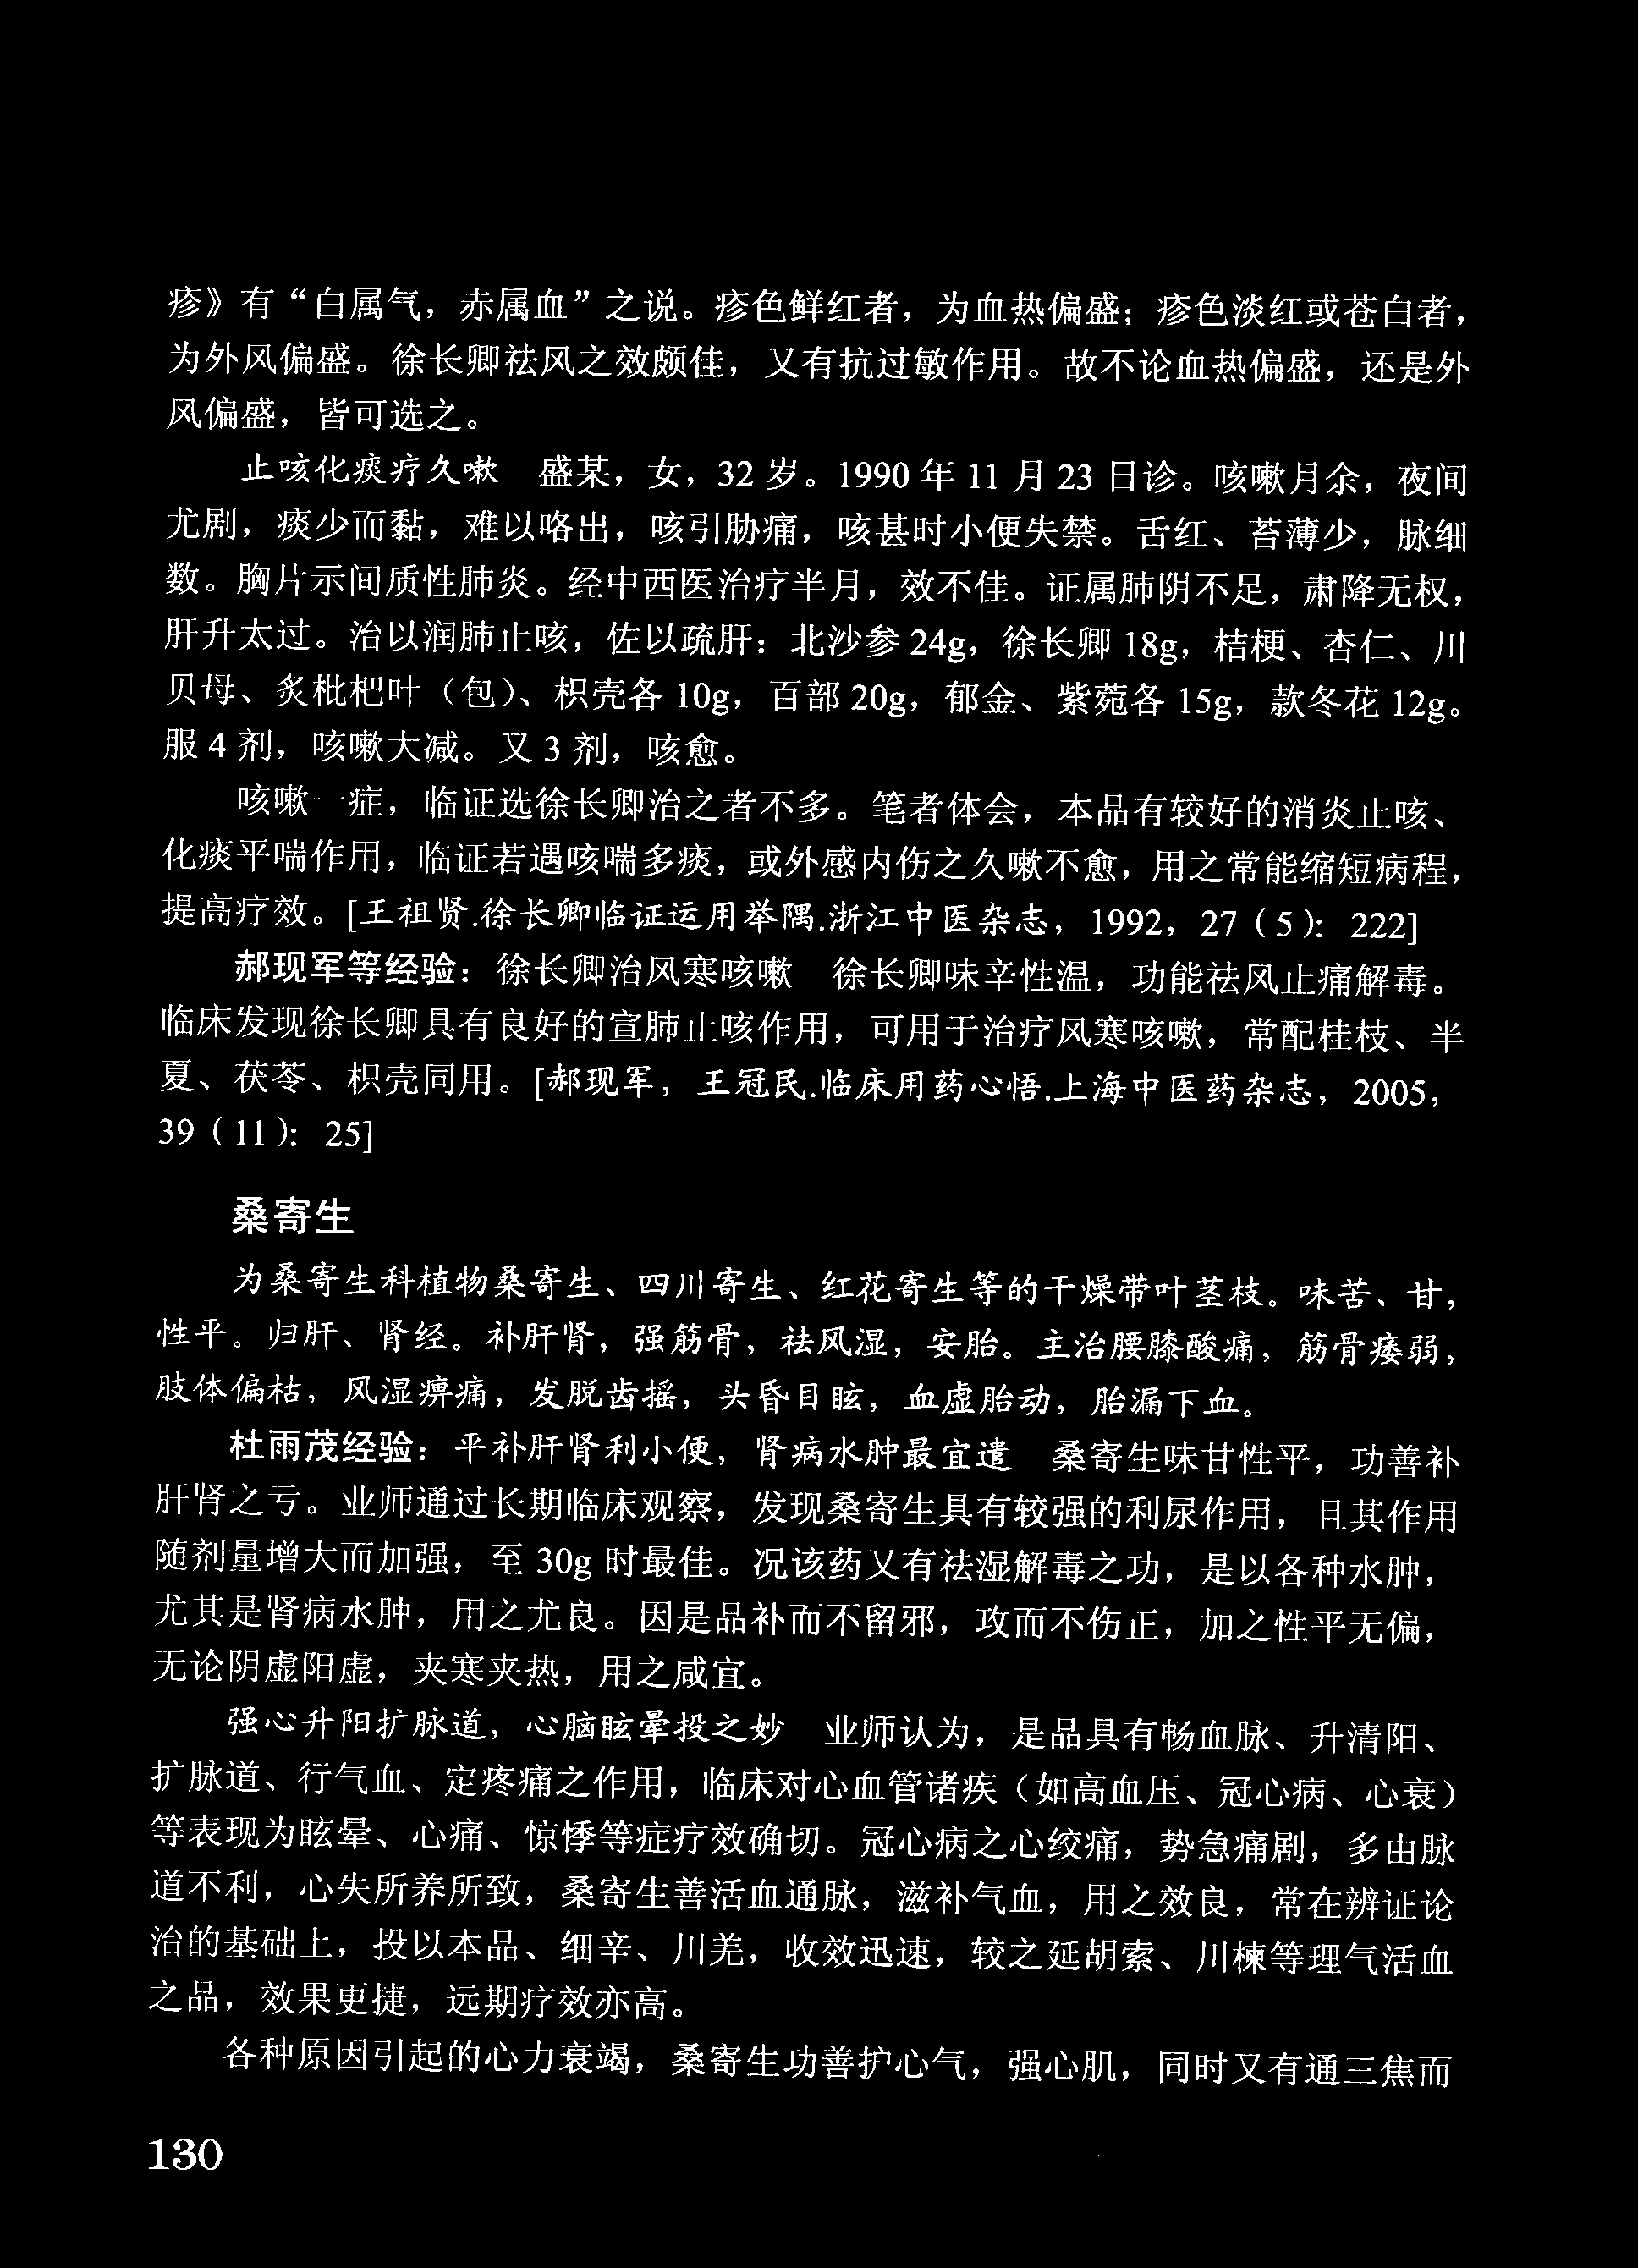 疹》有“白属气，赤属血”之说。疹色鲜红者，为血热偏盛；疹色淡红或苍白者，
为外风偏盛。徐长卿祛风之效颇佳，又有抗过敏作用。故不论血热偏盛，还是外
风偏盛，皆可选之。
止咳化痰疗久嗽　盛某，女，32 岁。1990 年 11 月 23 日诊。咳嗽月余，夜间
尤剧，痰少而黏，难以咯出，咳引胁痛，咳甚时小便失禁。舌红、苔薄少，脉细
数。胸片示间质性肺炎。经中西医治疗半月，效不佳。证属肺阴不足，肃降无权，
肝升太过。治以润肺止咳，佐以疏肝：北沙参 24g，徐长卿 18g，桔梗、杏仁、川
贝母、炙枇杷叶（包）、枳壳各 10g，百部 20g，郁金、紫菀各 15g，款冬花 12g。
服 4 剂，咳嗽大减。又 3 剂，咳愈。
咳嗽一症，临证选徐长卿治之者不多。笔者体会，本品有较好的消炎止咳、
化痰平喘作用，临证若遇咳喘多痰，或外感内伤之久嗽不愈，用之常能缩短病程，
提高疗效。[王祖贤.徐长卿临证运用举隅.浙江中医杂志，1992，27（5）：222]
郝现军等经验：徐长卿治风寒咳嗽　徐长卿味辛性温，功能祛风止痛解毒。
临床发现徐长卿具有良好的宣肺止咳作用，可用于治疗风寒咳嗽，常配桂枝、半
夏、茯苓、枳壳同用。[郝现军，王冠民.临床用药心悟.上海中医药杂志，2005，
39（11）：25]
桑寄生
为桑寄生科植物桑寄生、四川寄生、红花寄生等的干燥带叶茎枝。味苦、甘，
性平。归肝、肾经。补肝肾，强筋骨，祛风湿，安胎。主治腰膝酸痛，筋骨痿弱，
肢体偏枯，风湿痹痛，发脱齿摇，头昏目眩，血虚胎动，胎漏下血。
杜雨茂经验：平补肝肾利小便，肾病水肿最宜遣　桑寄生味甘性平，功善补
肝肾之亏。业师通过长期临床观察，发现桑寄生具有较强的利尿作用，且其作用
随剂量增大而加强，至 30g 时最佳。况该药又有祛湿解毒之功，是以各种水肿，
尤其是肾病水肿，用之尤良。因是品补而不留邪，攻而不伤正，加之性平无偏，
无论阴虚阳虚，夹寒夹热，用之咸宜。
强心升阳扩脉道，心脑眩晕投之妙　业师认为，是品具有畅血脉、升清阳、
扩脉道、行气血、定疼痛之作用，临床对心血管诸疾（如高血压、冠心病、心衰）
等表现为眩晕、心痛、惊悸等症疗效确切。冠心病之心绞痛，势急痛剧，多由脉
道不利，心失所养所致，桑寄生善活血通脉，滋补气血，用之效良，常在辨证论
治的基础上，投以本品、细辛、川羌，收效迅速，较之延胡索、川楝等理气活血
之品，效果更捷，远期疗效亦高。
各种原因引起的心力衰竭，桑寄生功善护心气，强心肌，同时又有通三焦而
130